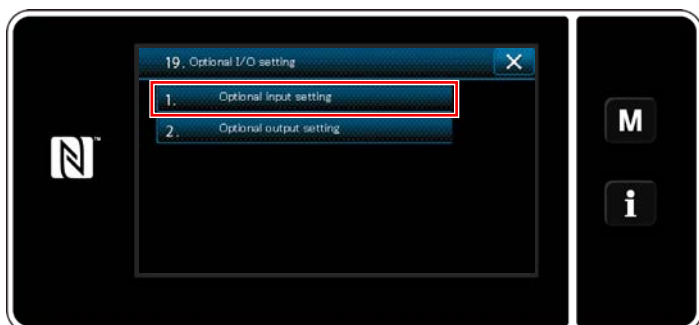 19. Optional I/O setting
1. Optional input setting
2. Optional output setting
M
i